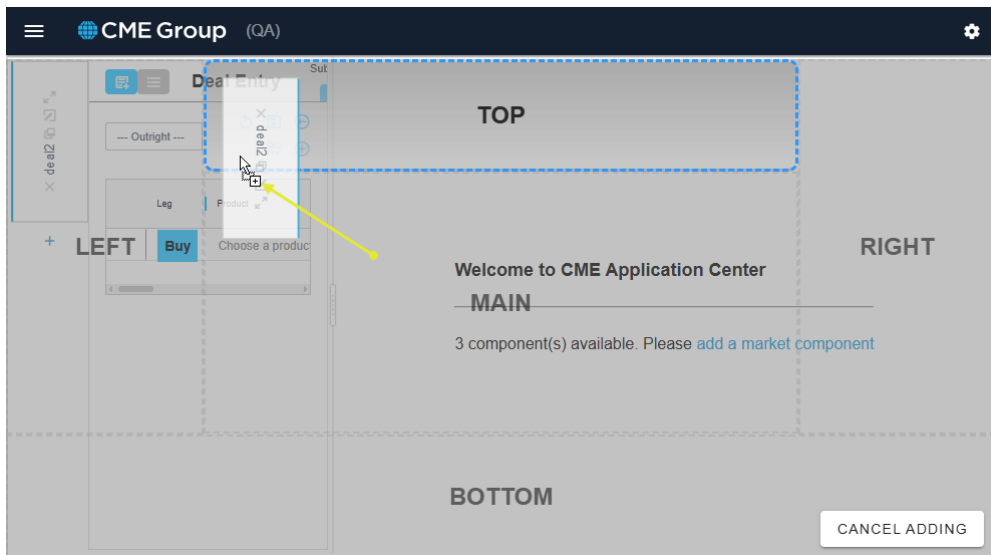 CME Group (QA)
Deal Entry
Sub
TOP
deal2
deal2
--- Outright ---
Leg
Product
LEFT
Buy
Choose a produc
RIGHT
Welcome to CME Application Center
MAIN
3 component(s) available. Please add a market component
BOTTOM
CANCEL ADDING